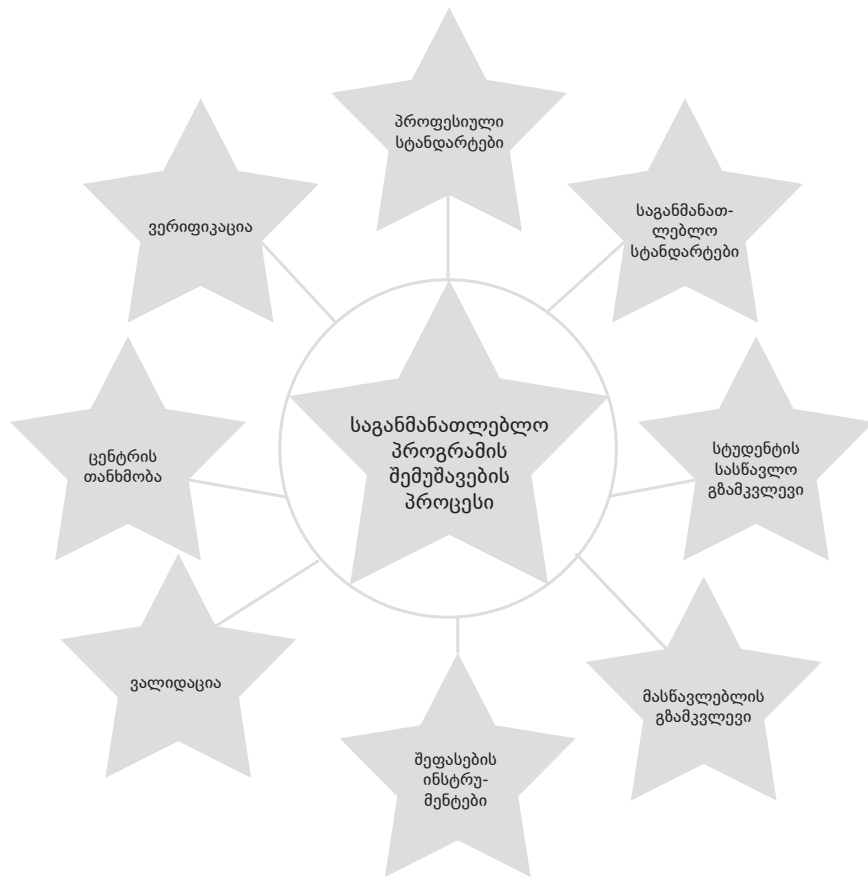 პროფესიული
სტანდარტები
ვერიფიკაცია
საგანმანათ-
ლებლო
სტანდარტები
საგანმანათლებლო
პროგრამის
შემუშავების
პროცესი
ცენტრის
თანხმობა
სტუდენტის
სასწავლო
გზამკვლევი
ვალიდაცია
მასწავლებლის
გზამკვლევი
შეფასების
ინსტრუ-
მენტები